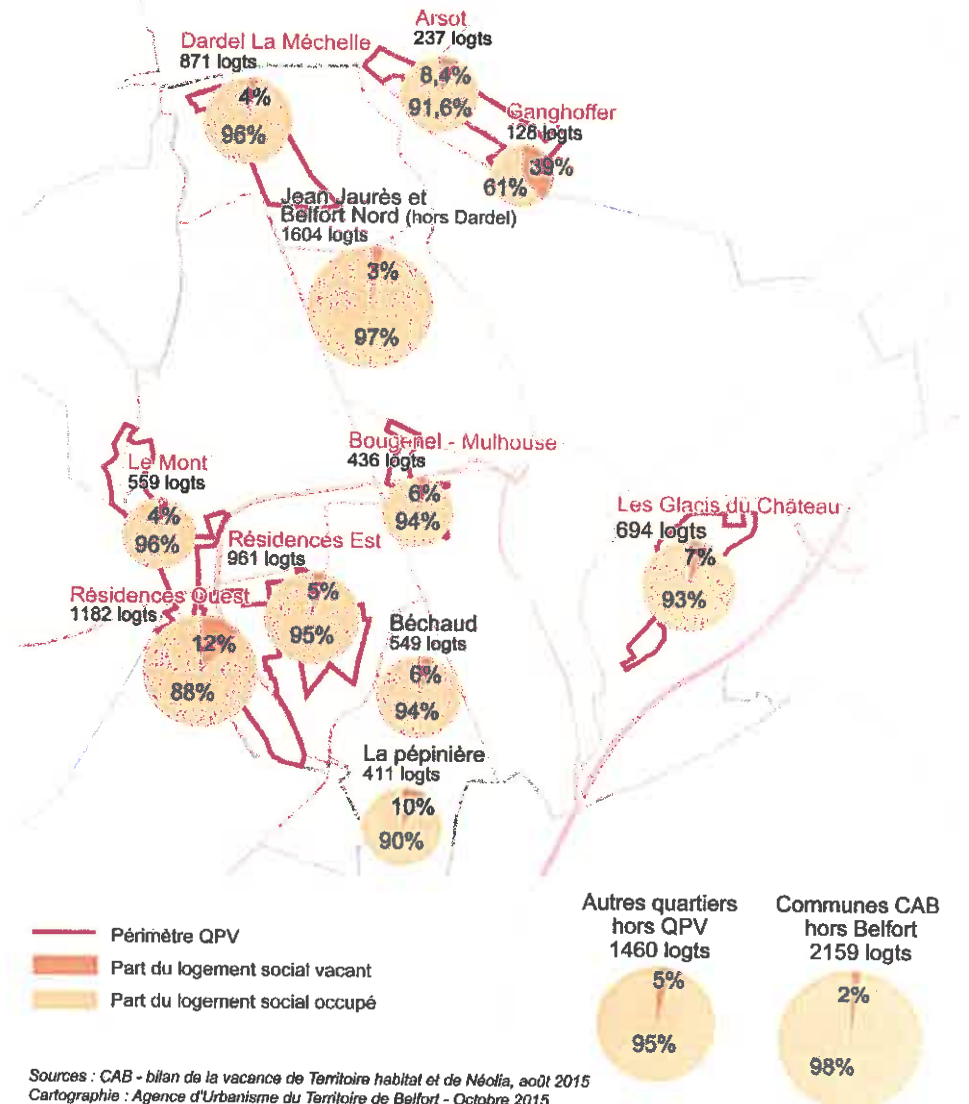 Arsot
237 logts
8,4%
91,6%
Dardel La Méchelle
871 logts
4%
96%
Ganghoffer
128 logts
39%
61%
Jean Jaurès et
Belfort Nord (hors Dardel)
1604 logts
3%
97%
Le Mont
559 logts
4%
96%
Bougenel - Mulhouse
436 logts
6%
94%
Les Glacis du Château
694 logts
7%
93%
Résidences Est
961 logts
5%
95%
Résidences Ouest
1182 logts
12%
88%
Béchaud
549 logts
6%
94%
La pépinière
411 logts
10%
90%
Périmètre QPV
Part du logement social vacant
Part du logement social occupé
Autres quartiers
hors QPV
1460 logts
5%
95%
Communes CAB
hors Belfort
2159 logts
2%
98%
Sources : CAB - bilan de la vacance de Territoire habitat et de Néolia, août 2015
Cartographie : Agence d'Urbanisme du Territoire de Belfort - Octobre 2015